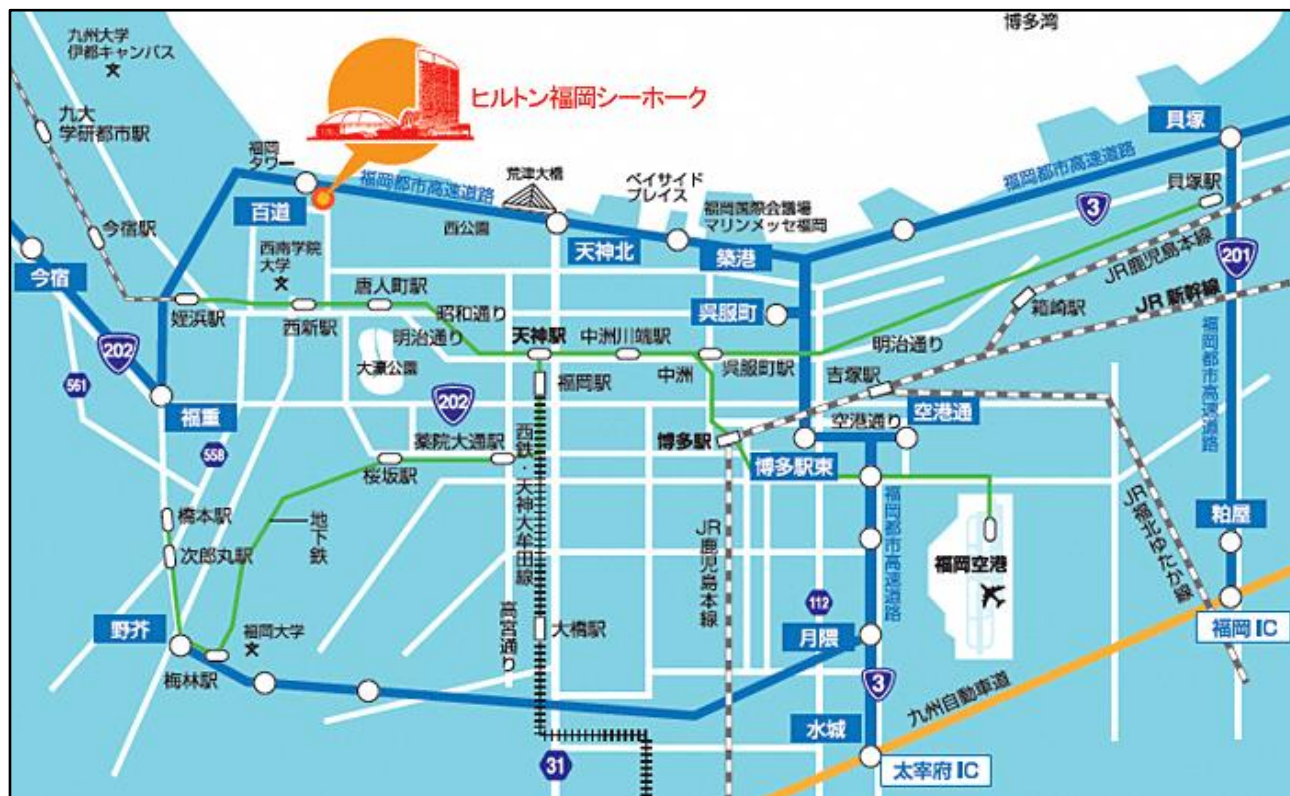 博多湾
九州大学
伊都キャンパス
ヒルトン福岡シーホーク
九大
学研都市駅
貝塚
福岡
タワー
福岡都市高速道路
荒津大橋
ベイサイド
プレイス
福岡国際会議場
マリンメッセ福岡
福岡都市高速道路
貝塚駅
3
百道
今宿駅
西公園
天神北
築港
JR鹿児島本線
201
今宿
西南学院
大学
唐人町駅
昭和通り
呉服町
箱崎駅
JR新幹線
姪浜駅
西新駅
明治通り
天神駅
中洲川端駅
明治通り
202
大濠公園
福岡駅
中洲
呉服町駅
吉塚駅
福岡都市高速道路
561
福重
202
空港通り
空港通
558
薬院大通駅
博多駅
博多駅東
桜坂駅
西鉄・天神大牟田線
橋本駅
地下鉄
JR鹿児島本線
福岡都市高速道路
JR福北ゆたか線
粕屋
次郎丸駅
福岡空港
112
野芥
福岡大学
高宮通り
大橋駅
月隈
福岡IC
梅林駅
3
九州自動車道
水城
31
太宰府IC